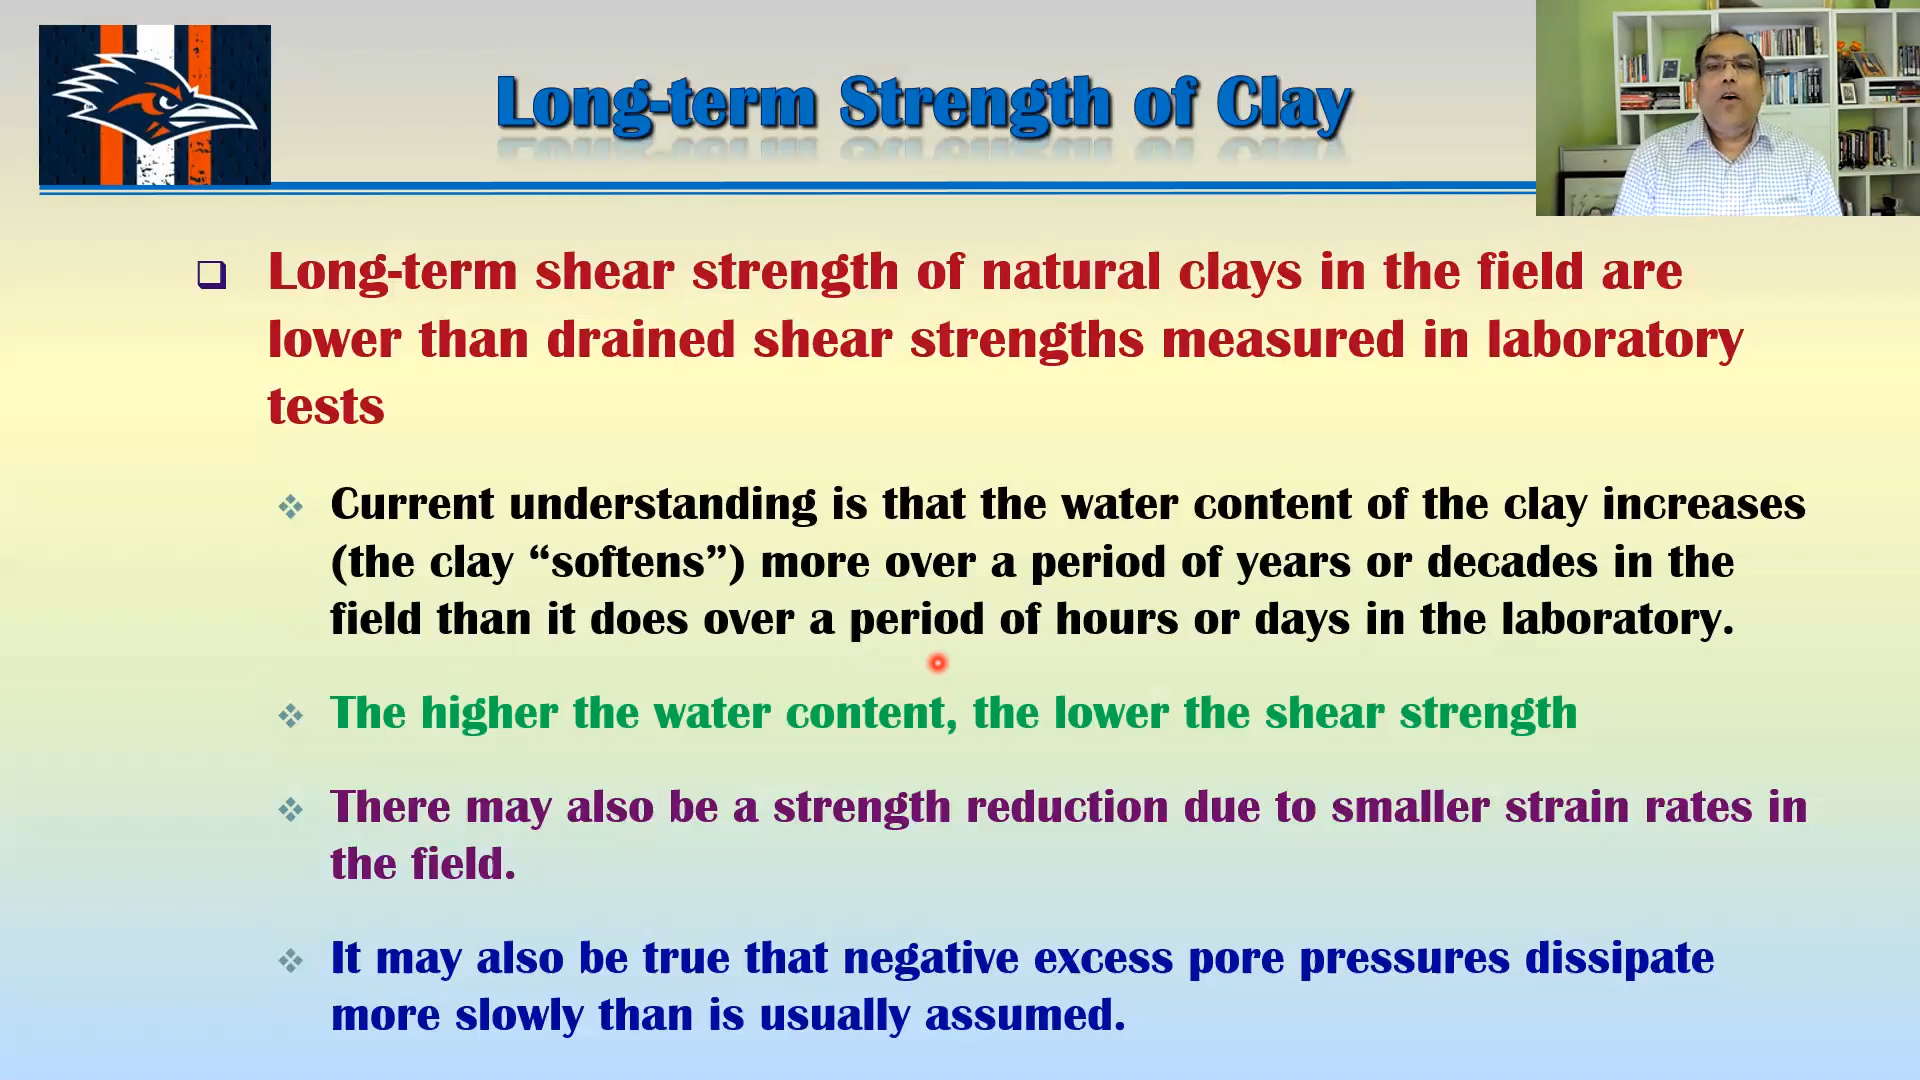 Long-term Strength of Clay
Long-term shear strength of natural clays in the field are
lower than drained shear strengths measured in laboratory
tests
Current understanding is that the water content of the clay increases
(the clay “softens”) more over a period of years or decades in the
field than it does over a period of hours or days in the laboratory.
The higher the water content, the lower the shear strength
There may also be a strength reduction due to smaller strain rates in
the field.
It may also be true that negative excess pore pressures dissipate
more slowly than is usually assumed.